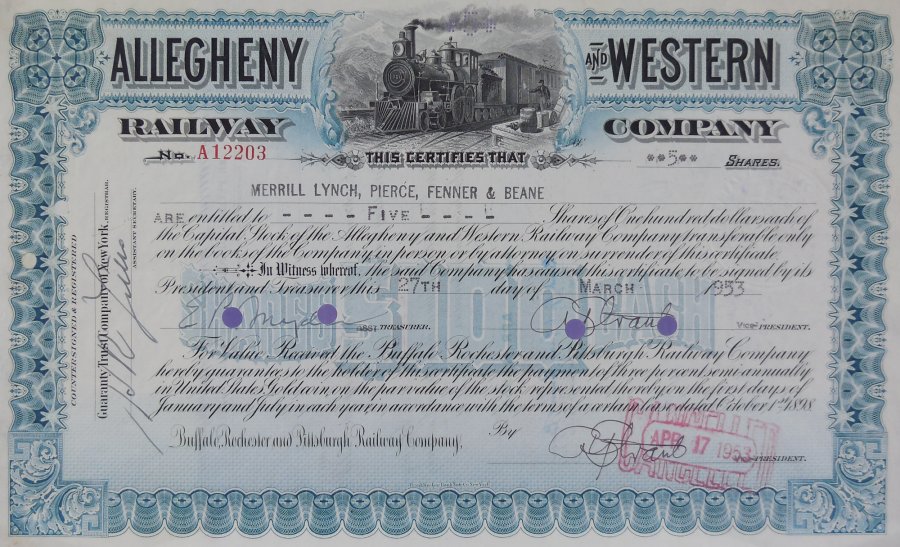 ALLEGHENY AND WESTERN
RAILWAY COMPANY
No. A12203
THIS CERTIFIES THAT
**5** SHARES.
MERRILL LYNCH, PIERCE, FENNER & BEANE
ARE entitled to ---- FIVE ---- Shares of One hundred dollars each of
the Capital Stock of the Allegheny and Western Railway Company transferable only
on the book of the Company in person or by attorney on surrender of this certificate.
In Witness whereof, the said Company has caused this certificate to be signed by its
President and Treasurer this 27TH day of MARCH 1953
ASST TREASURER.
VICE PRESIDENT.
For Value Received the Buffalo Rochester and Pittsburgh Railway Company
hereby guarantees to the holder of this certificate the payment of three per cent semi-annually
in United States Gold coin on the par value of the stock represented thereby on the first days of
January and July in each year in accordance with the terms of a certain lease dated October 1st 1898
Buffalo, Rochester and Pittsburgh Railway Company,
By
VICE-PRESIDENT.
APR 17 1953
COUNTERSIGNED & REGISTERED
Guaranty Trust Company of New York,
REGISTRAR.
ASSISTANT SECRETARY.